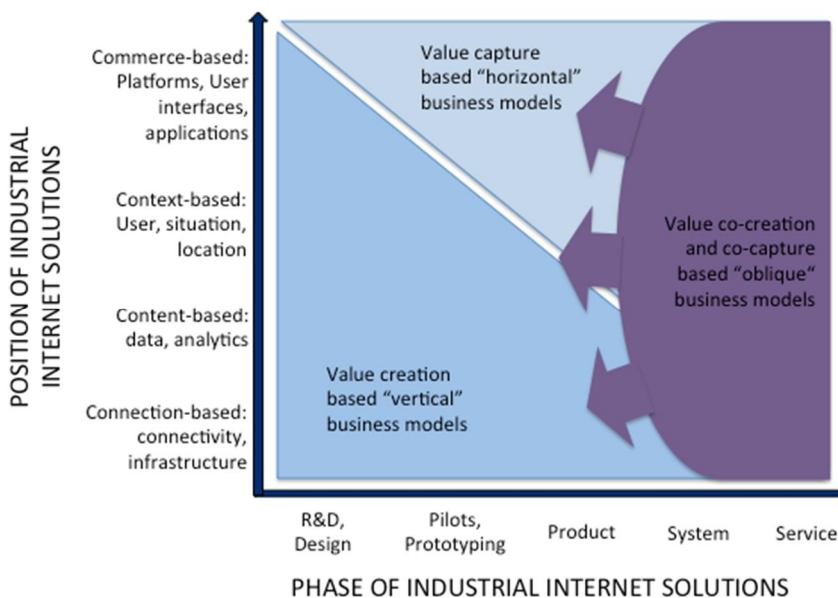 POSITION OF INDUSTRIAL
INTERNET SOLUTIONS
Commerce-based:
Platforms, User
interfaces,
applications
Context-based:
User, situation,
location
Content-based:
data, analytics
Connection-based:
connectivity,
infrastructure
Value capture
based “horizontal”
business models
Value co-creation
and co-capture
based “oblique“
business models
Value creation
based “vertical”
business models
R&D,
Design
Pilots,
Prototyping
Product
System
Service
PHASE OF INDUSTRIAL INTERNET SOLUTIONS